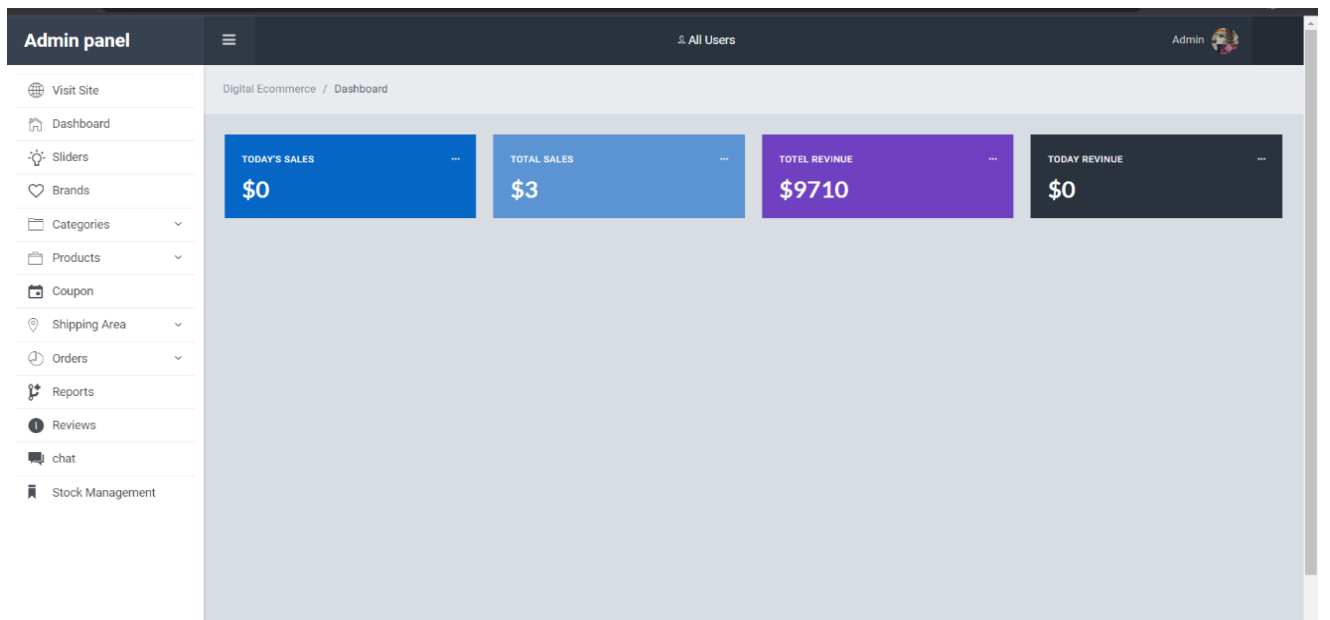 Admin panel
All Users
Admin
Visit Site
Dashboard
Sliders
Brands
Categories
Products
Coupon
Shipping Area
Orders
Reports
Reviews
chat
Stock Management
Digital Ecommerce / Dashboard
TODAY'S SALES
$0
TOTAL SALES
$3
TOTEL REVINUE
$9710
TODAY REVINUE
$0